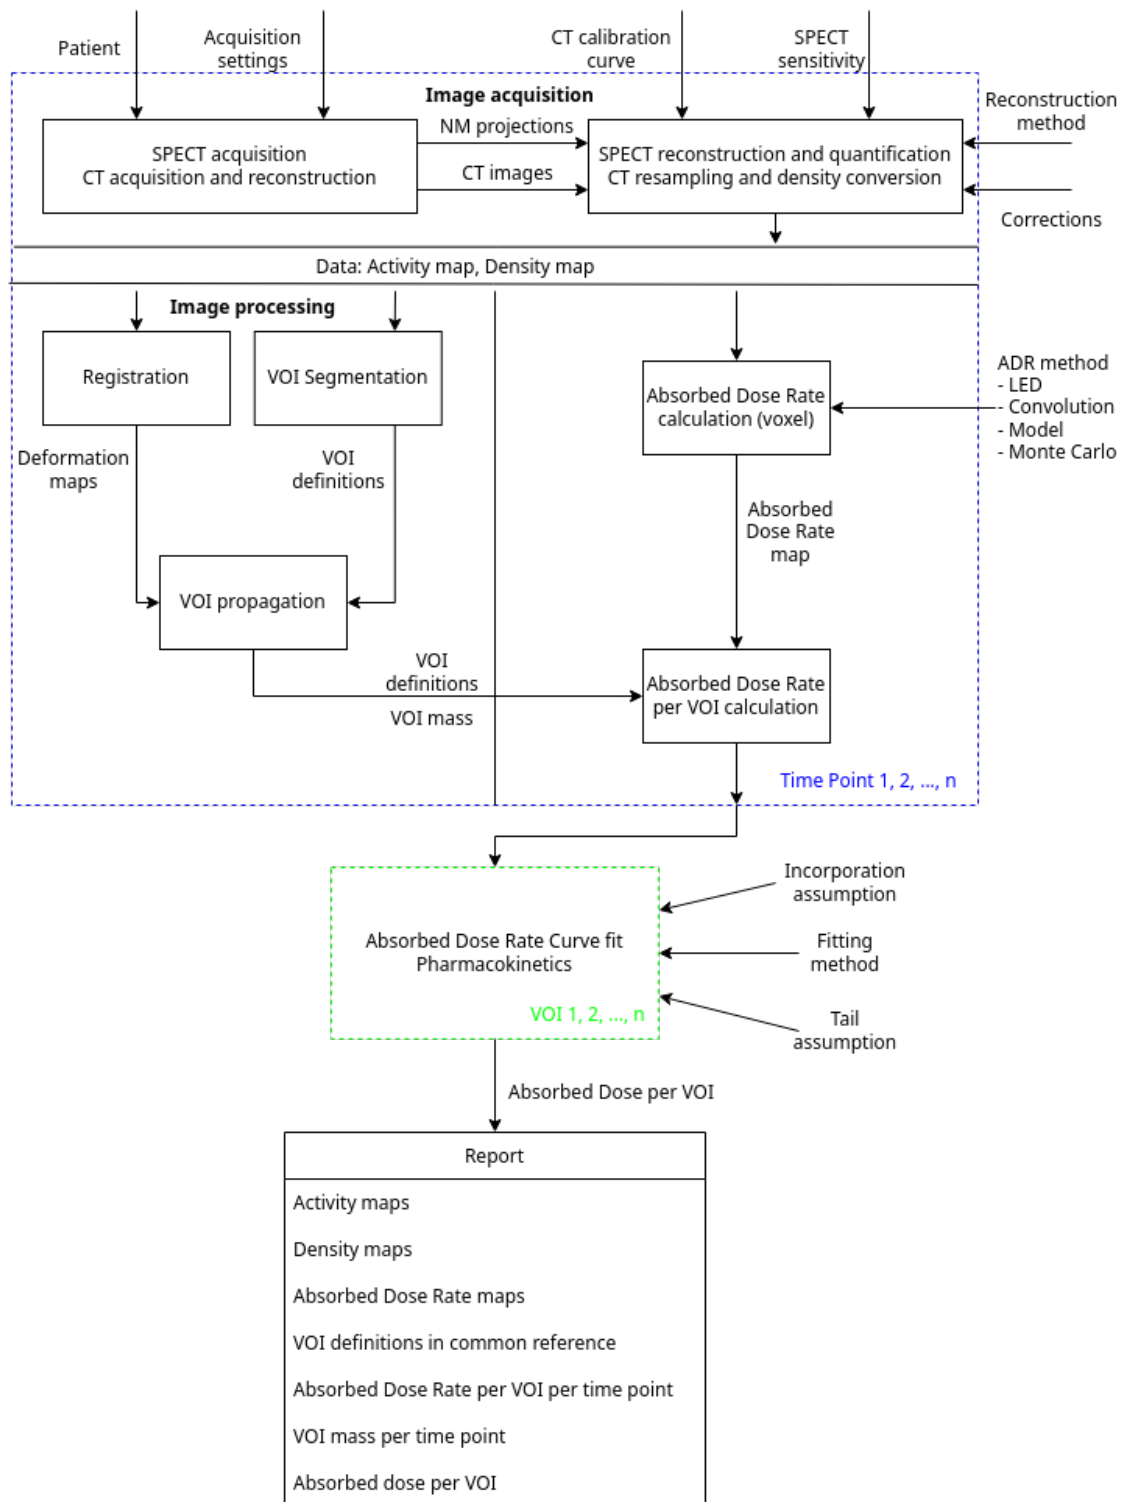 Patient
Acquisition
settings
CT calibration
curve
SPECT
sensitivity
Image acquisition
Reconstruction
method
NM projections
SPECT acquisition
CT acquisition and reconstruction
CT images
SPECT reconstruction and quantification
CT resampling and density conversion
Corrections
Data: Activity map, Density map
Image processing
Registration
VOI Segmentation
Absorbed Dose Rate
calculation (voxel)
ADR method
- LED
- Convolution
- Model
- Monte Carlo
Deformation
maps
VOI
definitions
Absorbed
Dose Rate
map
VOI propagation
VOI
definitions
VOI mass
Absorbed Dose Rate
per VOI calculation
Time Point 1, 2, ..., n
Incorporation
assumption
Absorbed Dose Rate Curve fit
Pharmacokinetics
Fitting
method
VOI 1, 2, ..., n
Tail
assumption
Absorbed Dose per VOI
Report
Activity maps
Density maps
Absorbed Dose Rate maps
VOI definitions in common reference
Absorbed Dose Rate per VOI per time point
VOI mass per time point
Absorbed dose per VOI